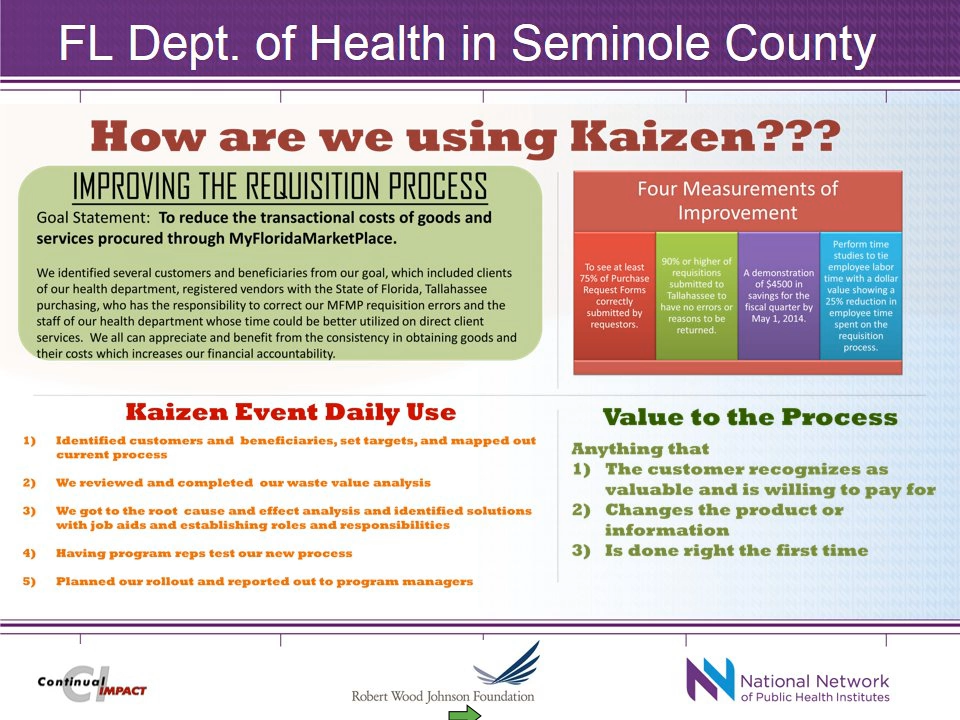 FL Dept. of Health in Seminole County
How are we using Kaizen???
IMPROVING THE REQUISITION PROCESS
Goal Statement: To reduce the transactional costs of goods and
services procured through MyFloridaMarketPlace.
We identified several customers and beneficiaries from our goal, which included clients
of our health department, registered vendors with the State of Florida, Tallahassee
purchasing, who has the responsibility to correct our MFMP requisition errors and the
staff of our health department whose time could be better utilized on direct client
services. We all can appreciate and benefit from the consistency in obtaining goods and
their costs which increases our financial accountability.
Four Measurements of
Improvement
To see at least
75% of Purchase
Request Forms
correctly
submitted by
requestors.
90% or higher of
requisitions
submitted to
Tallahassee to
have no errors or
reasons to be
returned.
A demonstration
of $4500 in
savings for the
fiscal quarter by
May 1, 2014.
Perform time
studies to tie
employee labor
time with a dollar
value showing a
25% reduction in
employee time
spent on the
requisition
process.
Kaizen Event Daily Use
1) Identified customers and beneficiaries, set targets, and mapped out
current process
2) We reviewed and completed our waste value analysis
3) We got to the root cause and effect analysis and identified solutions
with job aids and establishing roles and responsibilities
4) Having program reps test our new process
5) Planned our rollout and reported out to program managers
Value to the Process
Anything that
1) The customer recognizes as
valuable and is willing to pay for
2) Changes the product or
information
3) Is done right the first time
CI
Continual
IMPACT
Robert Wood Johnson Foundation
National Network
of Public Health Institutes